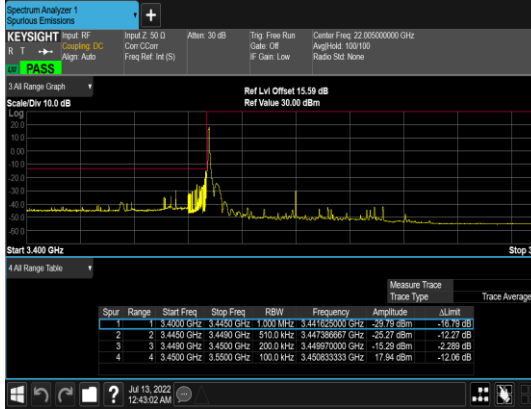 Spectrum Analyzer 1
Spurious Emissions
+
KEYSIGHT Input: RF Input Z: 50 Ω Atten: 30 dB Trig: Free Run Center Freq: 22.005000000 GHz
R T Coupling: DC Corr CCorr Gate: Off Avg|Hold: 100/100
Align: Auto Freq Ref: Int (S) IF Gain: Low Radio Std: None
PASS
3 All Range Graph
Ref Lvl Offset 15.59 dB
Scale/Div 10.0 dB Ref Value 30.00 dBm
Log
20.0
10.0
0.00
-10.0
-20.0
-30.0
-40.0
-50.0
-60.0
Start 3.400 GHz Stop 3
4 All Range Table
Measure Trace
Trace Type Trace Average
Spur Range Start Freq Stop Freq RBW Frequency Amplitude ΔLimit
1 1 3.4000 GHz 3.4450 GHz 1.000 MHz 3.441625000 GHz -29.79 dBm -16.79 dB
2 2 3.4450 GHz 3.4490 GHz 510.0 kHz 3.447386667 GHz -25.27 dBm -12.27 dB
3 3 3.4490 GHz 3.4500 GHz 200.0 kHz 3.449970000 GHz -15.29 dBm -2.289 dB
4 4 3.4500 GHz 3.5500 GHz 100.0 kHz 3.450833333 GHz 17.94 dBm -12.06 dB
?
Jul 13, 2022
12:43:02 AM